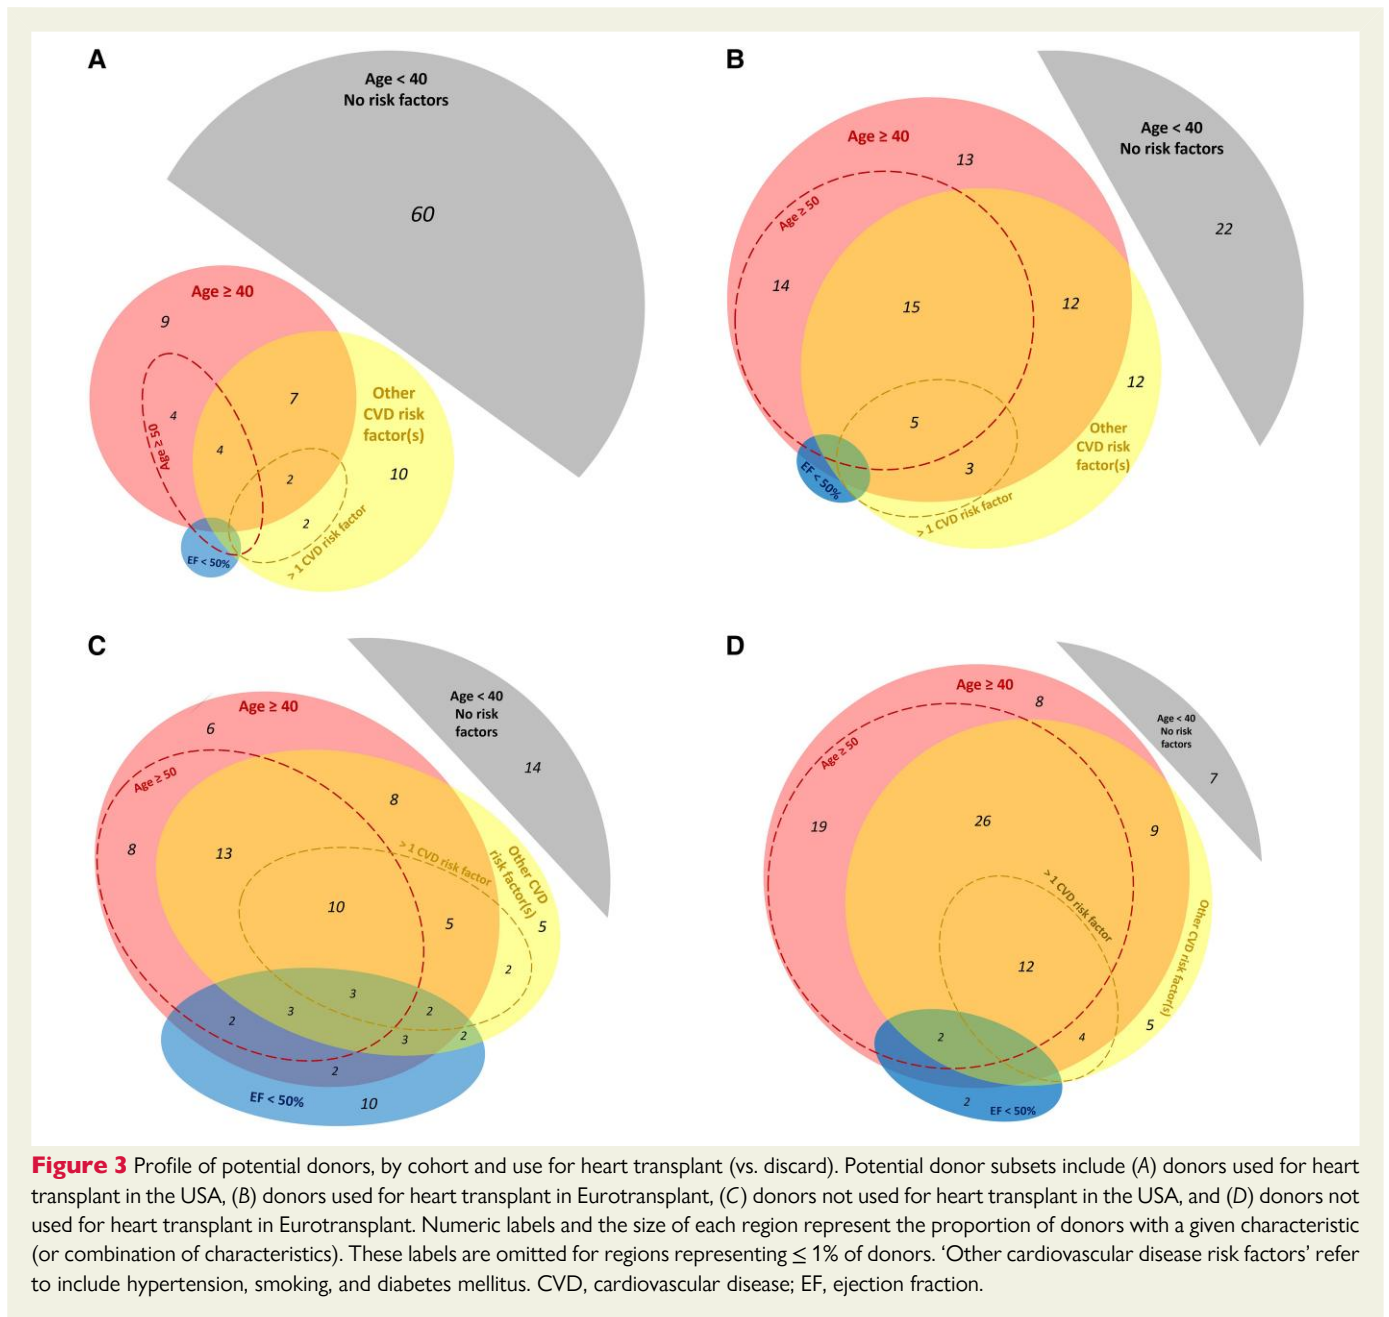 A
Age < 40
No risk factors
60
Age ≥ 40
9
7
Other
CVD risk
factor(s)
4
Age ≥ 50
4
2
10
2
> 1 CVD risk factor
EF < 50%
B
Age < 40
No risk factors
22
Age ≥ 40
13
Age ≥ 50
14
15
12
12
5
Other
CVD risk
factor(s)
3
EF < 50%
> 1 CVD risk factor
C
Age < 40
No risk
factors
14
Age ≥ 40
6
Age ≥ 50
8
8
13
> 1 CVD risk factor
Other CVD
risk factor(s)
10
5
5
2
3
3
2
2
3
2
2
EF < 50%
10
D
Age < 40
No risk
factors
7
Age ≥ 40
8
Age ≥ 50
19
26
9
> 1 CVD risk factor
12
Other CVD risk factor(s)
5
2
4
2
EF < 50%
Figure 3 Profile of potential donors, by cohort and use for heart transplant (vs. discard). Potential donor subsets include (A) donors used for heart
transplant in the USA, (B) donors used for heart transplant in Eurotransplant, (C) donors not used for heart transplant in the USA, and (D) donors not
used for heart transplant in Eurotransplant. Numeric labels and the size of each region represent the proportion of donors with a given characteristic
(or combination of characteristics). These labels are omitted for regions representing ≤ 1% of donors. ‘Other cardiovascular disease risk factors’ refer
to include hypertension, smoking, and diabetes mellitus. CVD, cardiovascular disease; EF, ejection fraction.